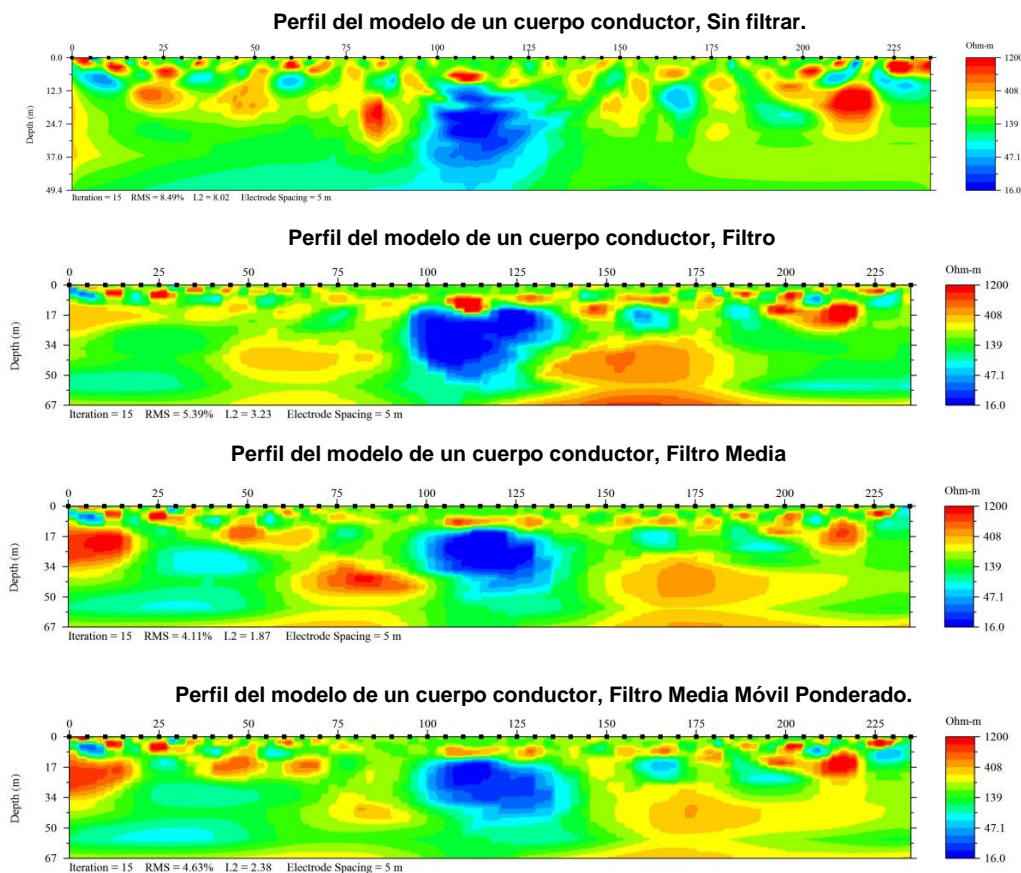 Perfil del modelo de un cuerpo conductor, Sin filtrar.
0 25 50 75 100 125 150 175 200 225
Ohm-m
Depth (m)
0.0
12.3
24.7
37.0
49.4
1200
408
139
47.1
16.0
Iteration = 15 RMS = 8.49% L2 = 8.02 Electrode Spacing = 5 m
Perfil del modelo de un cuerpo conductor, Filtro
0 25 50 75 100 125 150 175 200 225
Ohm-m
Depth (m)
0
17
34
50
67
1200
408
139
47.1
16.0
Iteration = 15 RMS = 5.39% L2 = 3.23 Electrode Spacing = 5 m
Perfil del modelo de un cuerpo conductor, Filtro Media
0 25 50 75 100 125 150 175 200 225
Ohm-m
Depth (m)
0
17
34
50
67
1200
408
139
47.1
16.0
Iteration = 15 RMS = 4.11% L2 = 1.87 Electrode Spacing = 5 m
Perfil del modelo de un cuerpo conductor, Filtro Media Móvil Ponderado.
0 25 50 75 100 125 150 175 200 225
Ohm-m
Depth (m)
0
17
34
50
67
1200
408
139
47.1
16.0
Iteration = 15 RMS = 4.63% L2 = 2.38 Electrode Spacing = 5 m